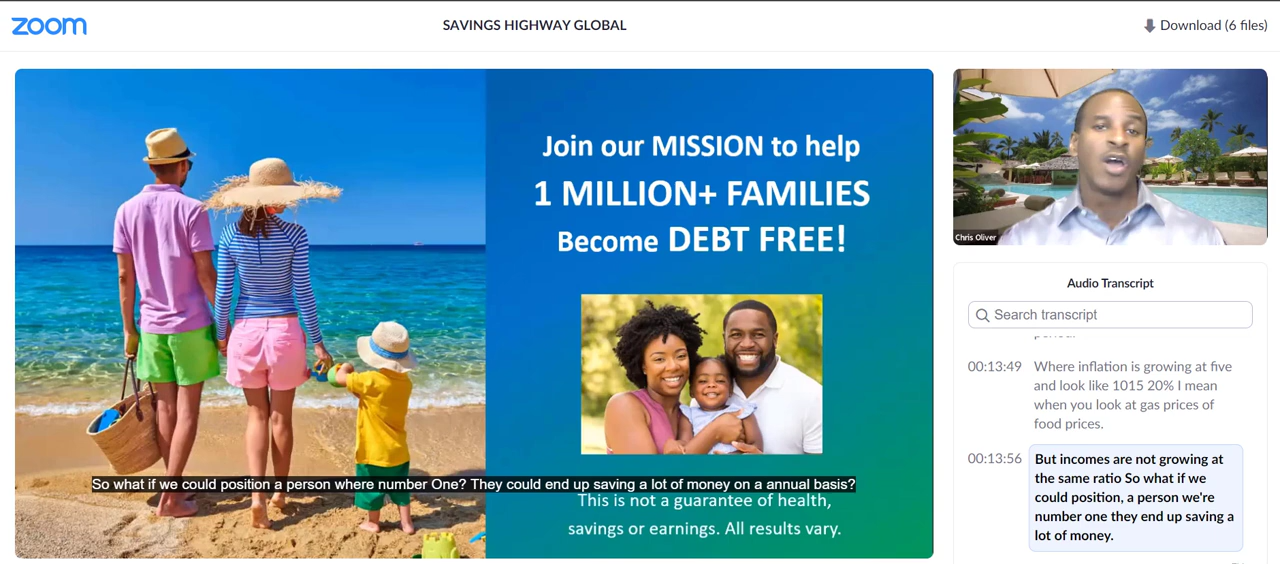 zoom
SAVINGS HIGHWAY GLOBAL
Download (6 files)
Join our MISSION to help
1 MILLION+ FAMILIES
Become DEBT FREE!
So what if we could position a person where number One? They could end up saving a lot of money on a annual basis?
This is not a guarantee of health,
savings or earnings. All results vary.
Chris Oliver
Audio Transcript
Search transcript
00:13:49
Where inflation is growing at five
and look like 1015 20% I mean
when you look at gas prices of
food prices.
00:13:56
But incomes are not growing at
the same ratio So what if we
could position, a person we're
number one they end up saving a
lot of money.